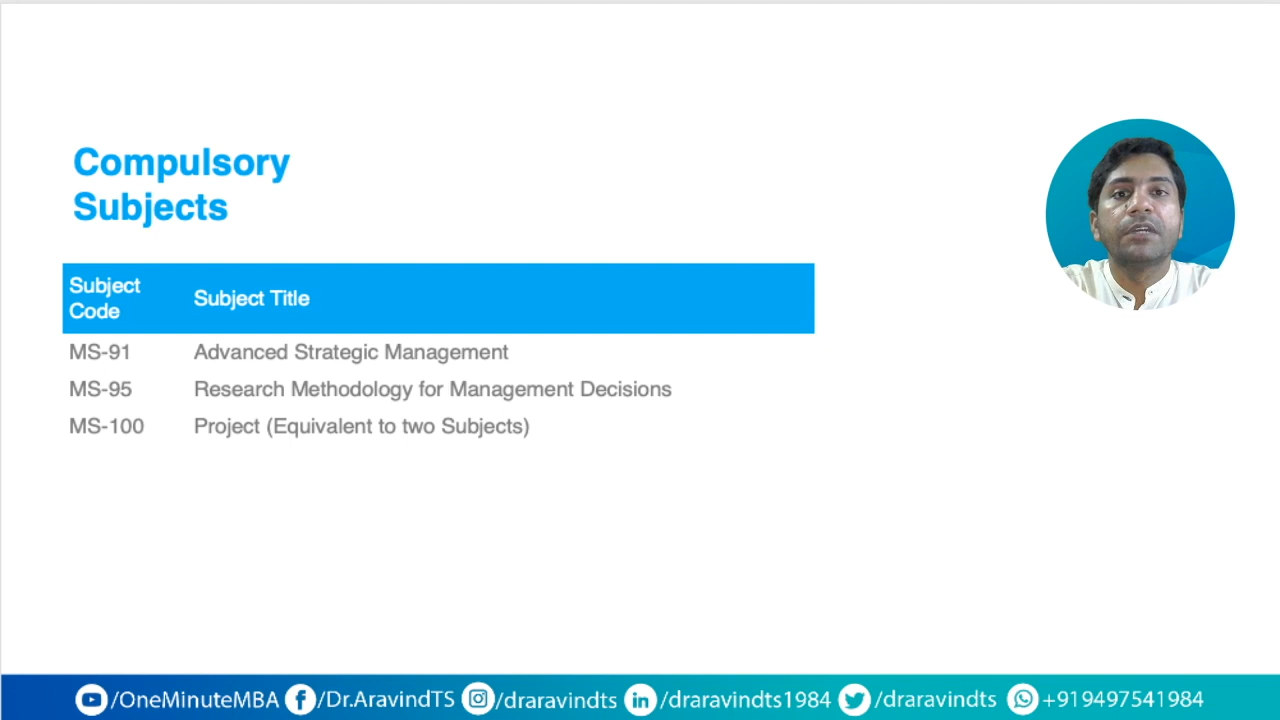 Compulsory
Subjects
Subject
Code
Subject Title
MS-91 Advanced Strategic Management
MS-95 Research Methodology for Management Decisions
MS-100 Project (Equivalent to two Subjects)
/OneMinuteMBA /Dr.AravindTS /draravindts /draravindts1984 /draravindts +919497541984